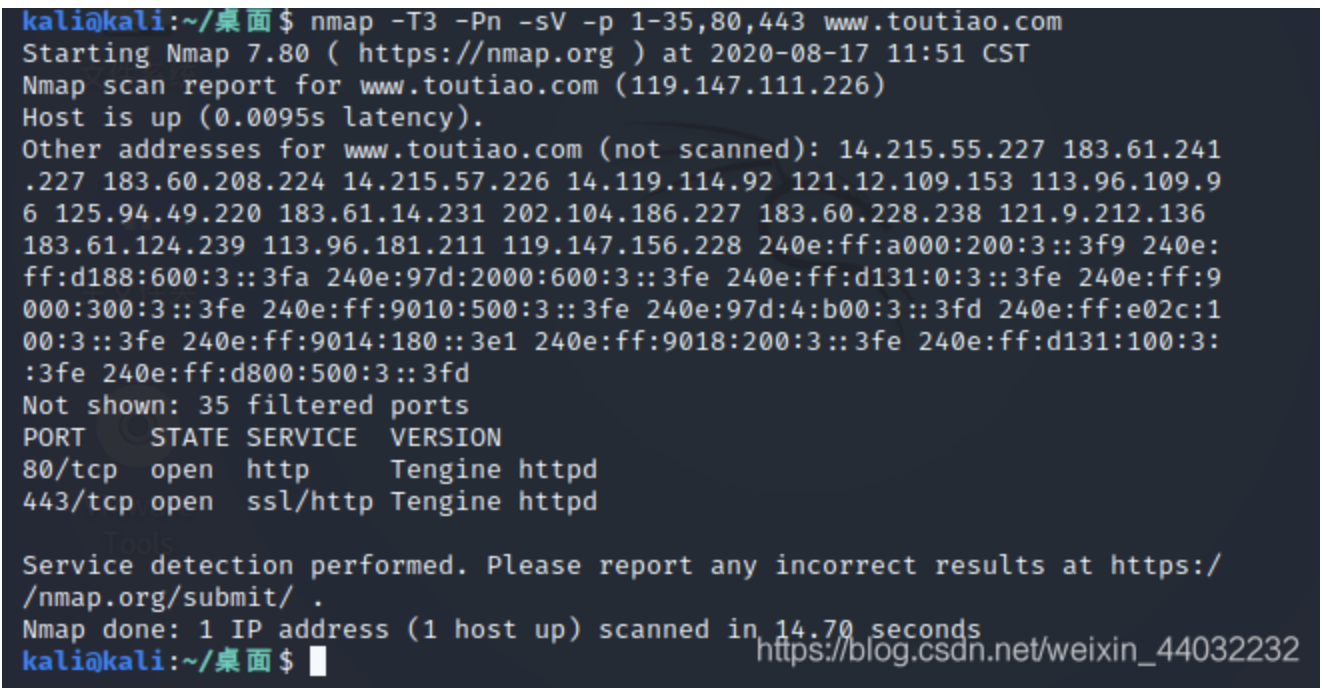 kali@kali:~/桌面$ nmap -T3 -Pn -sV -p 1-35,80,443 www.toutiao.com
Starting Nmap 7.80 ( https://nmap.org ) at 2020-08-17 11:51 CST
Nmap scan report for www.toutiao.com (119.147.111.226)
Host is up (0.0095s latency).
Other addresses for www.toutiao.com (not scanned): 14.215.55.227 183.61.241
.227 183.60.208.224 14.215.57.226 14.119.114.92 121.12.109.153 113.96.109.9
6 125.94.49.220 183.61.14.231 202.104.186.227 183.60.228.238 121.9.212.136
183.61.124.239 113.96.181.211 119.147.156.228 240e:ff:a000:200:3::3f9 240e:
ff:d188:600:3::3fa 240e:97d:2000:600:3::3fe 240e:ff:d131:0:3::3fe 240e:ff:9
000:300:3::3fe 240e:ff:9010:500:3::3fe 240e:97d:4:b00:3::3fd 240e:ff:e02c:1
00:3::3fe 240e:ff:9014:180::3e1 240e:ff:9018:200:3::3fe 240e:ff:d131:100:3:
:3fe 240e:ff:d800:500:3::3fd
Not shown: 35 filtered ports
PORT    STATE SERVICE  VERSION
80/tcp  open  http     Tengine httpd
443/tcp open  ssl/http Tengine httpd
Tools
Service detection performed. Please report any incorrect results at https:/
/nmap.org/submit/ .
Nmap done: 1 IP address (1 host up) scanned in 14.70 seconds
kali@kali:~/桌面$
https://blog.csdn.net/weixin_44032232